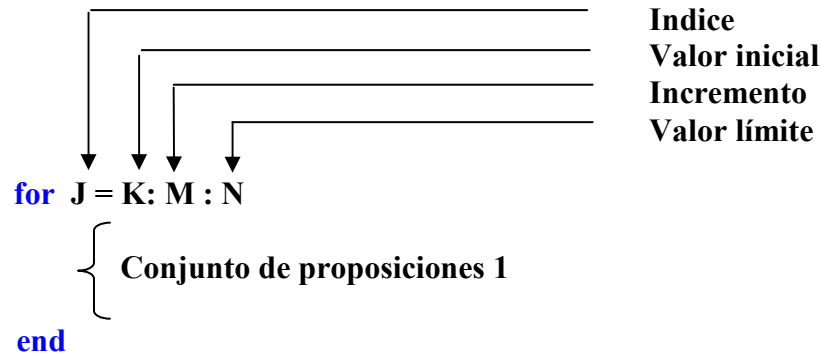 Indice
Valor inicial
Incremento
Valor límite
for J = K: M : N
Conjunto de proposiciones 1
end